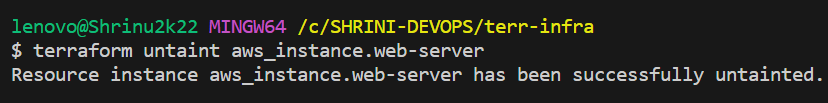 lenovo@Shrinu2k22 MINGW64 /c/SHRINI-DEVOPS/terr-infra
$ terraform untaint aws_instance.web-server
Resource instance aws_instance.web-server has been successfully untainted.